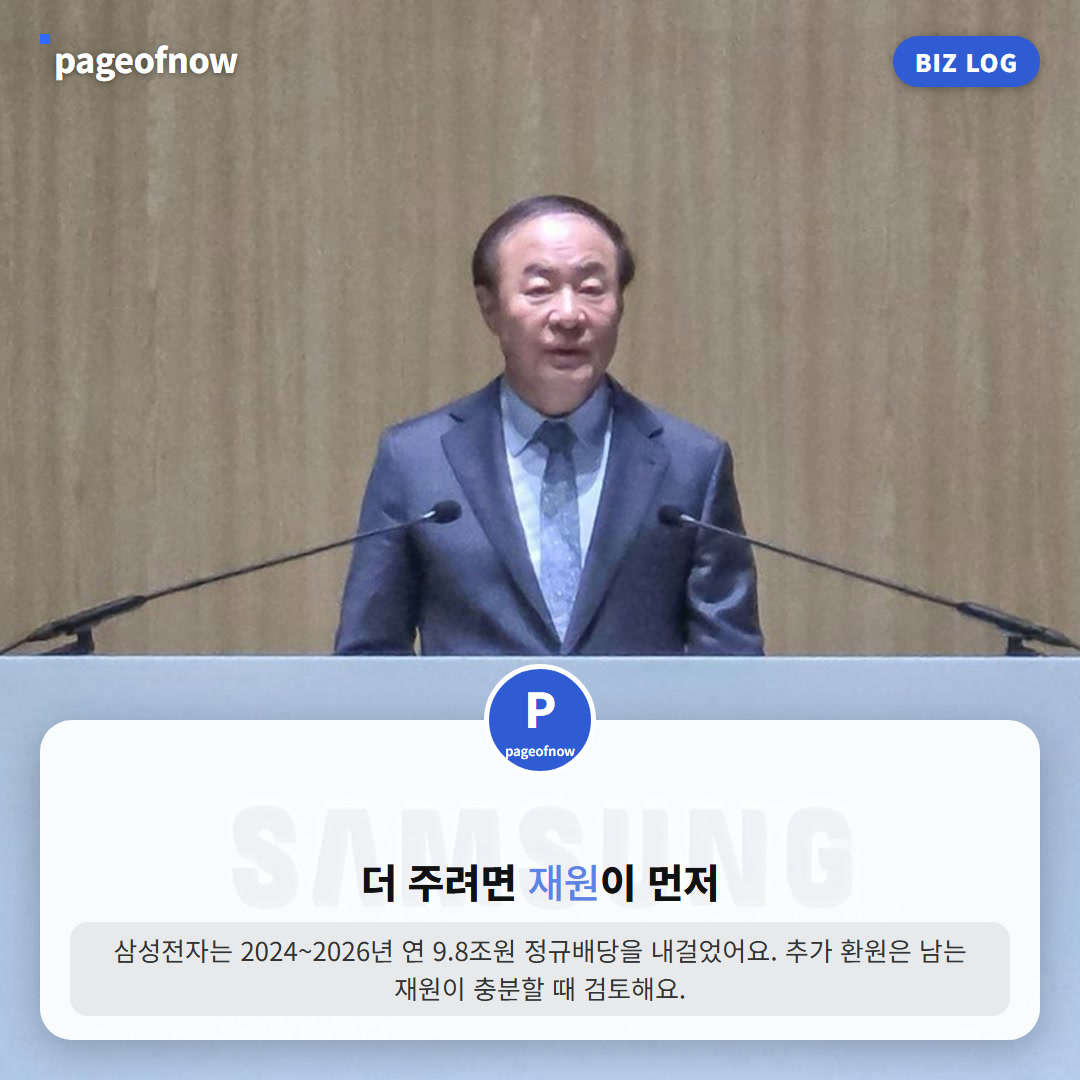 pageofnow
BIZ LOG
P
pageofnow
SAMSUNG
더 주려면 재원이 먼저
삼성전자는 2024~2026년 연 9.8조원 정규배당을 내걸었어요. 추가 환원은 남는
재원이 충분할 때 검토해요.